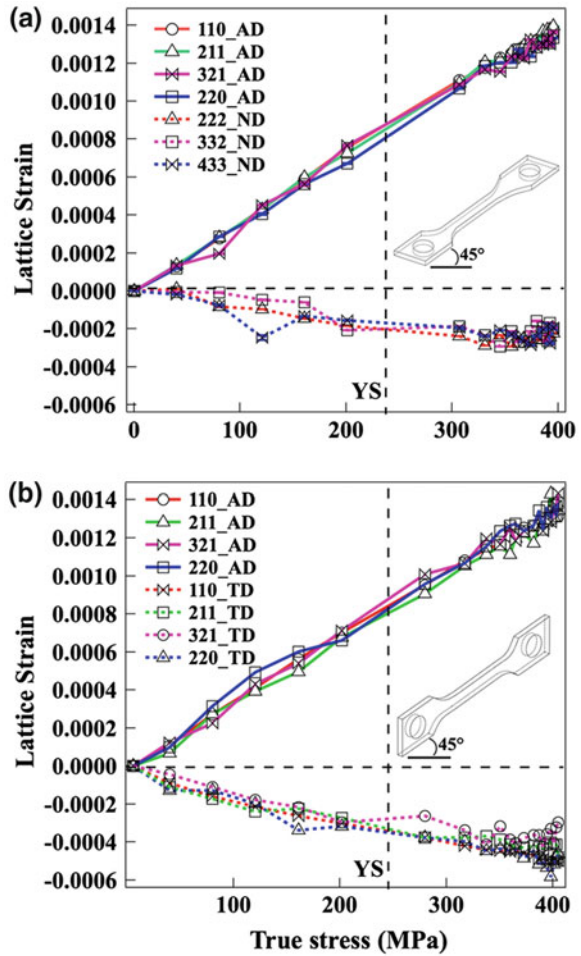 (a)
0.0014
0.0012
0.0010
0.0008
0.0006
0.0004
0.0002
0.0000
-0.0002
-0.0004
-0.0006
Lattice Strain
110_AD
211_AD
321_AD
220_AD
222_ND
332_ND
433_ND
45°
YS
0 100 200 300 400
(b)
0.0014
0.0012
0.0010
0.0008
0.0006
0.0004
0.0002
0.0000
-0.0002
-0.0004
-0.0006
Lattice Strain
110_AD
211_AD
321_AD
220_AD
110_TD
211_TD
321_TD
220_TD
45°
YS
100 200 300 400
True stress (MPa)